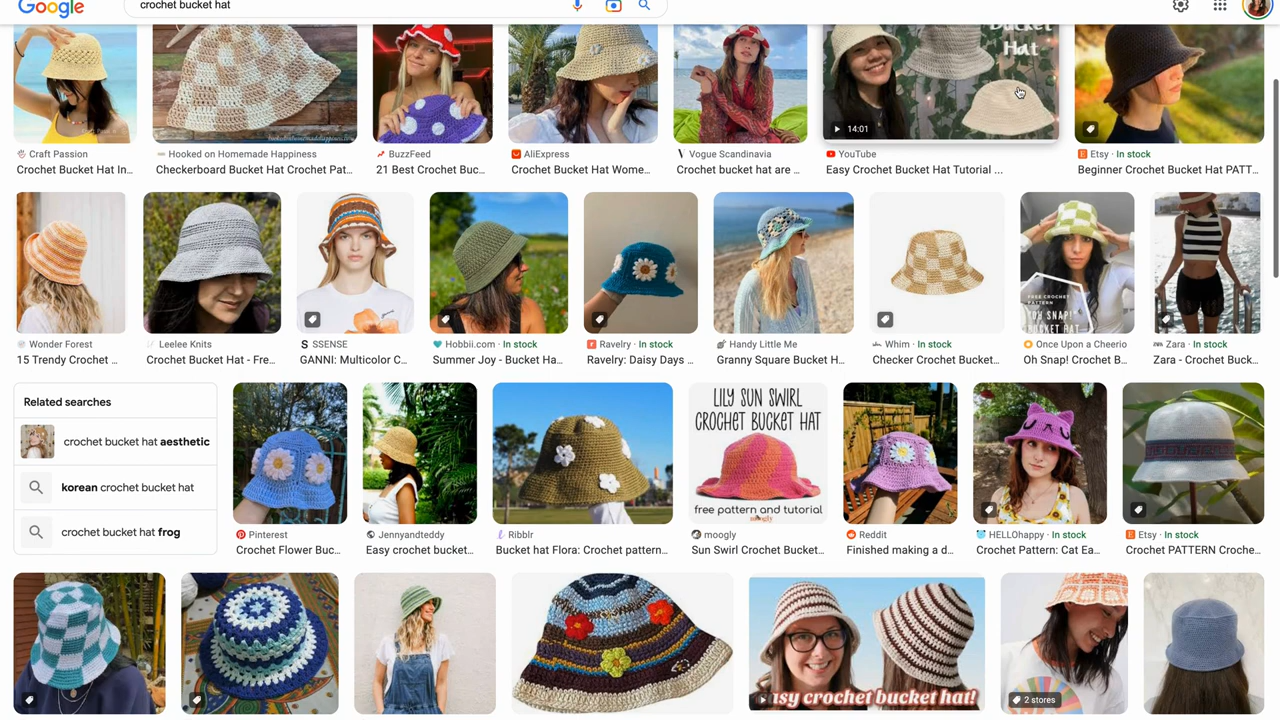 Google
crochet bucket hat
Bucket
Hat
14:01
Craft Passion
Crochet Bucket Hat In...
Hooked on Homemade Happiness
Checkerboard Bucket Hat Crochet Pat...
BuzzFeed
21 Best Crochet Buc...
AliExpress
Crochet Bucket Hat Wome...
Vogue Scandinavia
Crochet bucket hat are ...
YouTube
Easy Crochet Bucket Hat Tutorial ...
Etsy · In stock
Beginner Crochet Bucket Hat PATT...
FREE CROCHET
PATTERN
"OH SNAP!"
BUCKET HAT
Wonder Forest
15 Trendy Crochet ...
Leelee Knits
Crochet Bucket Hat - Fre...
SSENSE
GANNI: Multicolor C...
Hobbii.com · In stock
Summer Joy - Bucket Ha...
Ravelry · In stock
Ravelry: Daisy Days ...
Handy Little Me
Granny Square Bucket H...
Whim · In stock
Checker Crochet Bucket...
Once Upon a Cheerio
Oh Snap! Crochet B...
Zara · In stock
Zara - Crochet Buck...
Related searches
crochet bucket hat aesthetic
korean crochet bucket hat
crochet bucket hat frog
LILY SUN SWIRL
CROCHET BUCKET HAT
free pattern and tutorial
moogly
Pinterest
Crochet Flower Buc...
Jennyandteddy
Easy crochet bucket...
Ribblr
Bucket hat Flora: Crochet pattern...
moogly
Sun Swirl Crochet Bucket...
Reddit
Finished making a d...
HELLOhappy · In stock
Crochet Pattern: Cat Ea...
Etsy · In stock
Crochet PATTERN Croche...
asy crochet bucket hat!
2 stores